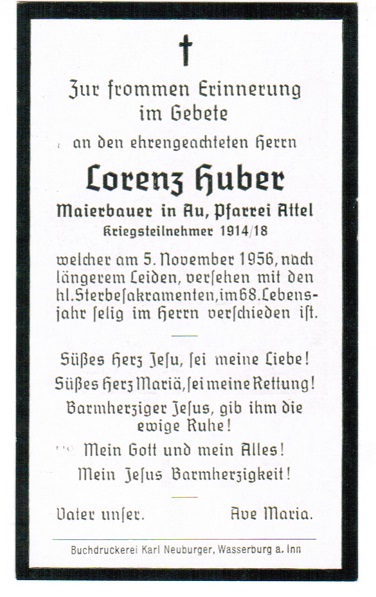 Zur frommen Erinnerung
im Gebete
an den ehrengeachteten Herrn
Lorenz Huber
Maierbauer in Au, Pfarrei Attel
Kriegsteilnehmer 1914/18
welcher am 5. November 1956, nach
längerem Leiden, versehen mit den
hl. Sterbesakramenten, im 68. Lebens-
jahr selig im Herrn verschieden ist.
Süßes Herz Jesu, sei meine Liebe!
Süßes Herz Mariä, sei meine Rettung!
Barmherziger Jesus, gib ihm die
ewige Ruhe!
Mein Gott und mein Alles!
Mein Jesus Barmherzigkeit!
Vater unser. Ave Maria.
Buchdruckerei Karl Neuburger, Wasserburg a. Inn